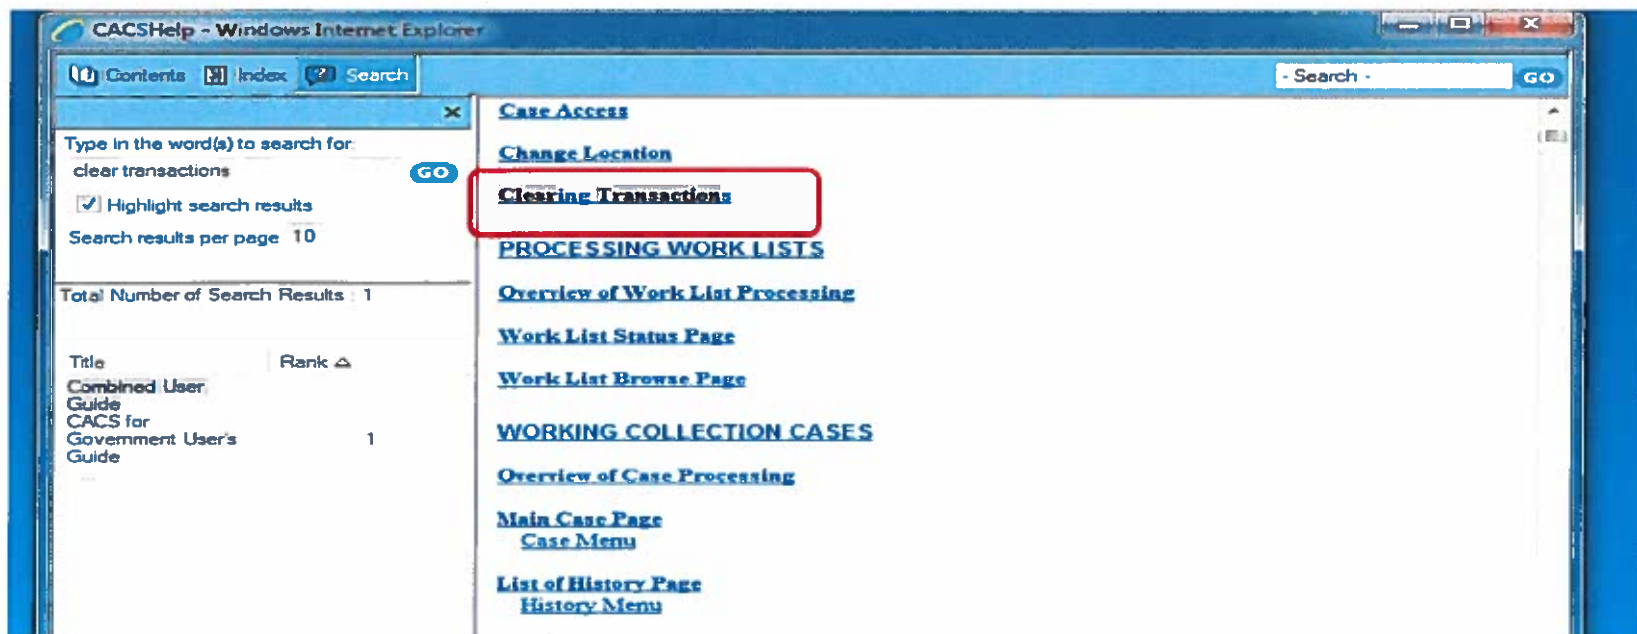 CACSHelp - Windows Internet Explorer
Contents Index Search
- Search - GO
Type in the word(s) to search for:
clear transactions GO
Highlight search results
Search results per page 10
Total Number of Search Results : 1
Title Rank
Combined User
Guide
CACS for
Government User's 1
Guide
Case Access
Change Location
Clearing Transactions
PROCESSING WORK LISTS
Overview of Work List Processing
Work List Status Page
Work List Browse Page
WORKING COLLECTION CASES
Overview of Case Processing
Main Case Page
Case Menu
List of History Page
History Menu